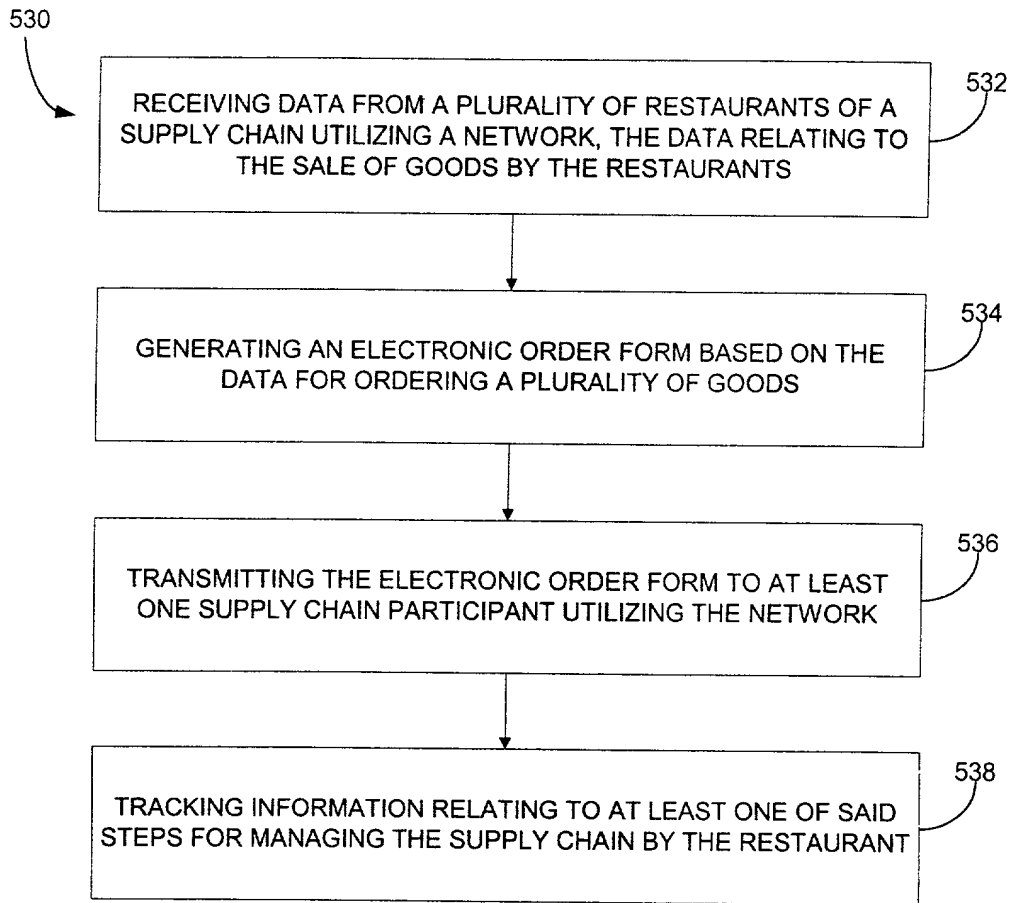 530
RECEIVING DATA FROM A PLURALITY OF RESTAURANTS OF A
SUPPLY CHAIN UTILIZING A NETWORK, THE DATA RELATING TO
THE SALE OF GOODS BY THE RESTAURANTS
532
GENERATING AN ELECTRONIC ORDER FORM BASED ON THE
DATA FOR ORDERING A PLURALITY OF GOODS
534
TRANSMITTING THE ELECTRONIC ORDER FORM TO AT LEAST
ONE SUPPLY CHAIN PARTICIPANT UTILIZING THE NETWORK
536
TRACKING INFORMATION RELATING TO AT LEAST ONE OF SAID
STEPS FOR MANAGING THE SUPPLY CHAIN BY THE RESTAURANT
538